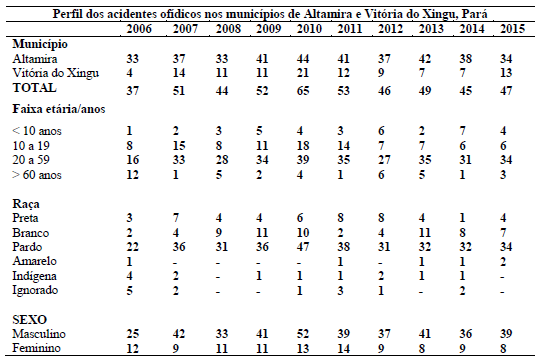 Perfil dos acidentes ofídicos nos municípios de Altamira e Vitória do Xingu, Pará
2006 2007 2008 2009 2010 2011 2012 2013 2014 2015
Município
Altamira 33 37 33 41 44 41 37 42 38 34
Vitória do Xingu 4 14 11 11 21 12 9 7 7 13
TOTAL 37 51 44 52 65 53 46 49 45 47
Faixa etária/anos
< 10 anos 1 2 3 5 4 3 6 2 7 4
10 a 19 8 15 8 11 18 14 7 7 6 6
20 a 59 16 33 28 34 39 35 27 35 31 34
> 60 anos 12 1 5 2 4 1 6 5 1 3
Raça
Preta 3 7 4 4 6 8 8 4 1 4
Branco 2 4 9 11 10 2 4 11 8 7
Pardo 22 36 31 36 47 38 31 32 32 34
Amarelo 1 - - - - 1 - 1 1 2
Indígena 4 2 - 1 1 1 2 1 1 -
Ignorado 5 2 - - 1 3 1 - 2 -
SEXO
Masculino 25 42 33 41 52 39 37 41 36 39
Feminino 12 9 11 11 13 14 9 8 9 8